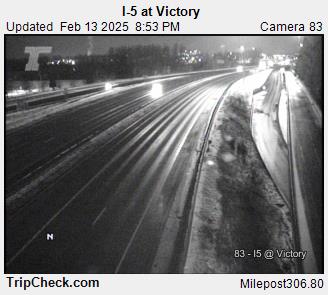 I-5 at Victory
Updated  Feb 13 2025  8:53 PM
Camera 83
T
N
83 - I5 @ Victory
TripCheck.com
Milepost306.80